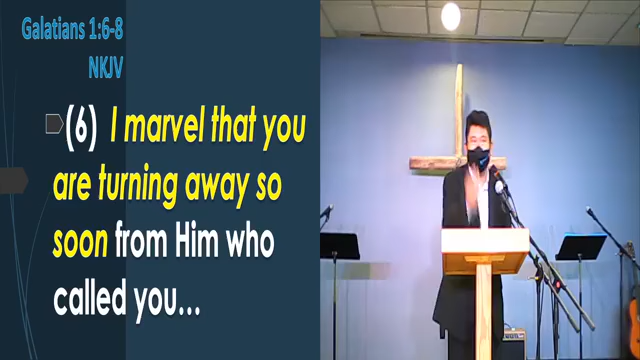 Galatians 1:6-8
NKJV
(6) I marvel that you
are turning away so
soon from Him who
called you...